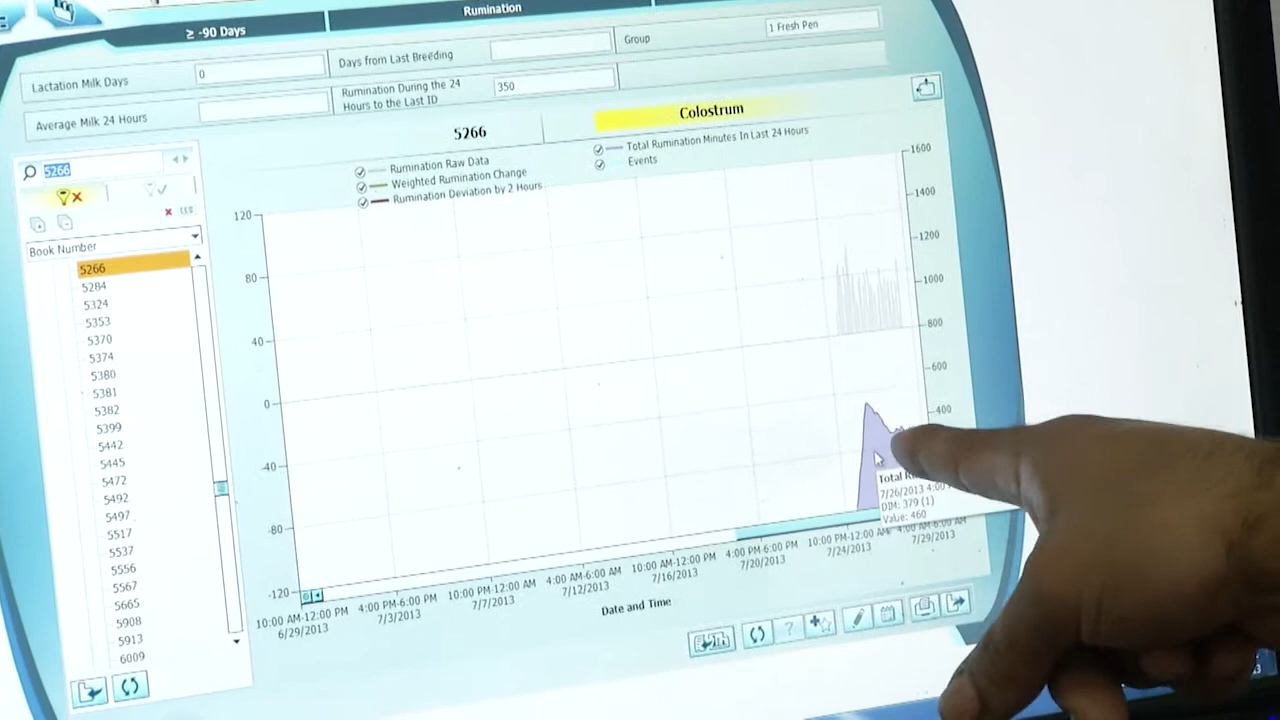 Rumination
≥ -90 Days
Lactation Milk Days 0 Days from Last Breeding Group 1 Fresh Pen
Average Milk 24 Hours Rumination During the 24 Hours to the Last ID 350
5266 Colostrum
5266
Rumination Raw Data
Weighted Rumination Change
Rumination Deviation by 2 Hours
Total Rumination Minutes In Last 24 Hours
Events
Book Number
5266
5284
5324
5353
5370
5374
5380
5381
5382
5399
5442
5445
5472
5492
5497
5517
5537
5556
5567
5665
5908
5913
6009
120
80
40
0
-40
-80
-120
1600
1400
1200
1000
800
600
400
Total
7/26/2013 4:00
DIM: 379 (1)
Value: 460
10:00 AM-12:00 PM 6/29/2013
4:00 PM-6:00 PM 7/3/2013
10:00 PM-12:00 AM 7/7/2013
4:00 AM-6:00 AM 7/12/2013
10:00 AM-12:00 PM 7/16/2013
4:00 PM-6:00 PM 7/20/2013
10:00 PM-12:00 AM 7/24/2013
4:00 AM-6:00 AM 7/29/2013
Date and Time